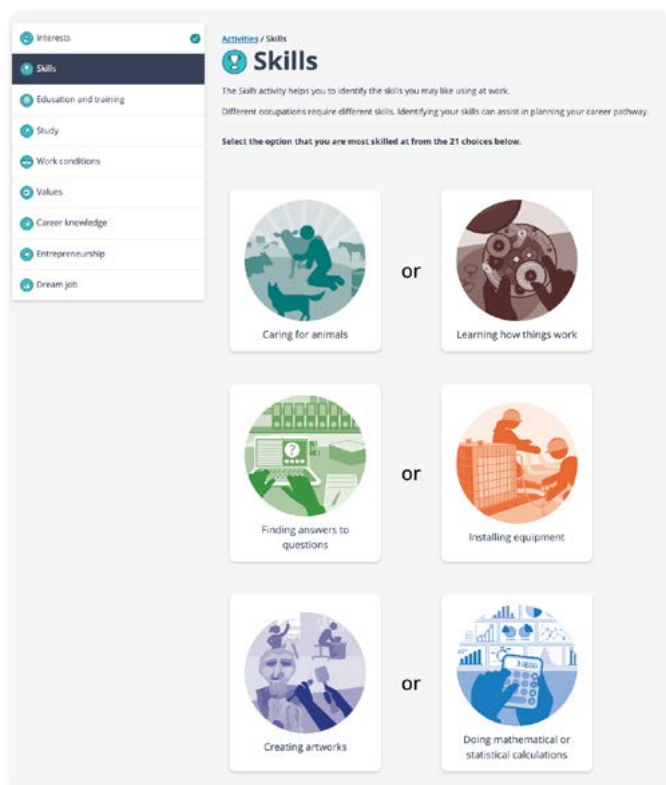 Interests
Skills
Education and training
Study
Work conditions
Values
Career knowledge
Entrepreneurship
Dream job
Activities / Skills
Skills
The Skills activity helps you to identify the skills you may like using at work.
Different occupations require different skills. Identifying your skills can assist in planning your career pathway.
Select the option that you are most skilled at from the 21 choices below.
Caring for animals
or
Learning how things work
Finding answers to
questions
or
Installing equipment
Creating artworks
or
Doing mathematical or
statistical calculations